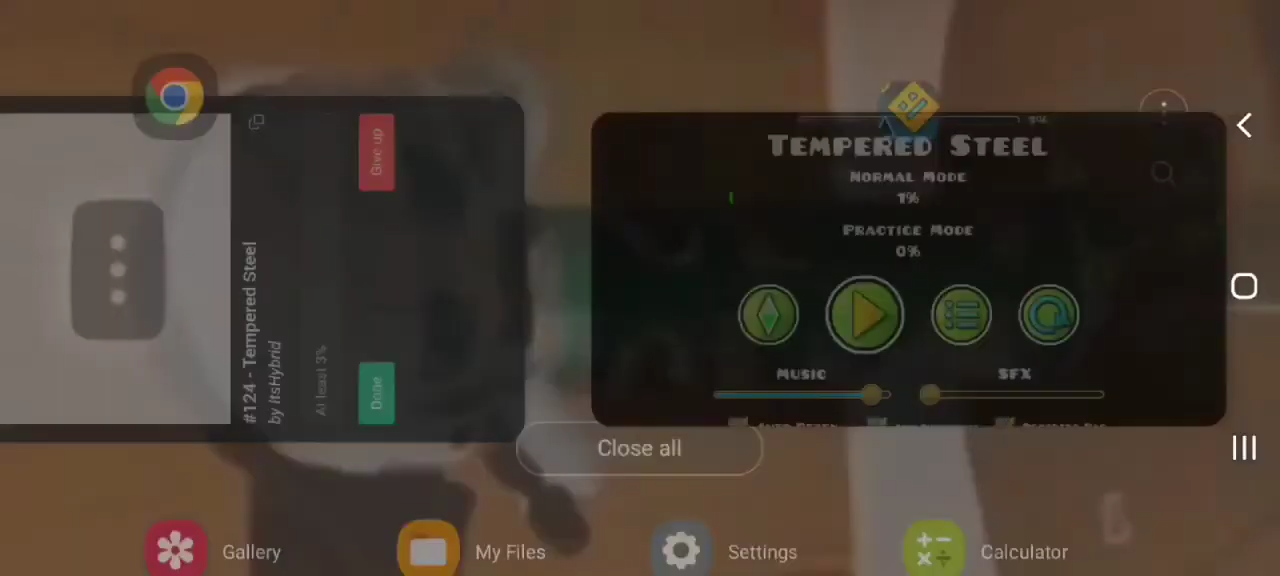 #124 - Tempered Steel
by ItsHybrid
At least 3%
Give up
Done
TEMPERED STEEL
NORMAL MODE
1%
PRACTICE MODE
0%
MUSIC
SFX
Close all
Gallery
My Files
Settings
Calculator